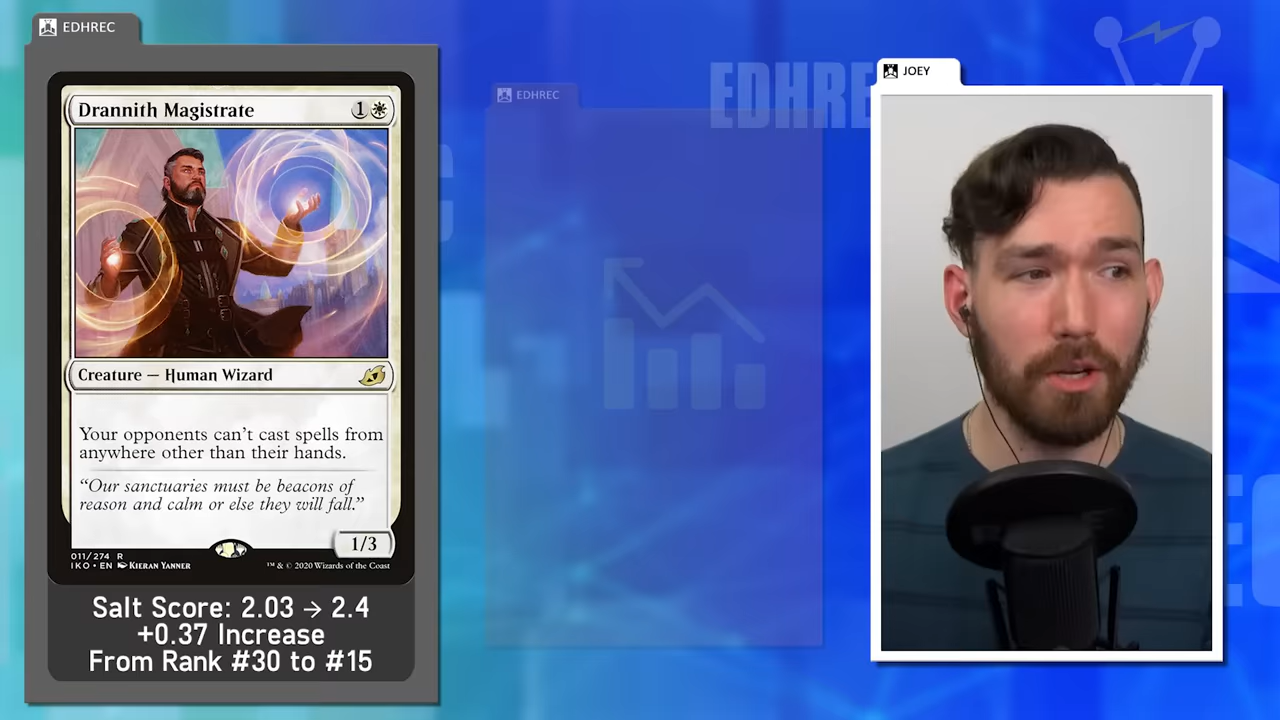 EDHREC
Drannith Magistrate 1
Creature — Human Wizard
Your opponents can't cast spells from
anywhere other than their hands.
“Our sanctuaries must be beacons of
reason and calm or else they will fall.”
1/3
011/274 R
IKO • EN Kieran Yanner
™ & © 2020 Wizards of the Coast
Salt Score: 2.03 → 2.4
+0.37 Increase
From Rank #30 to #15
EDHREC
EDHRE
JOEY